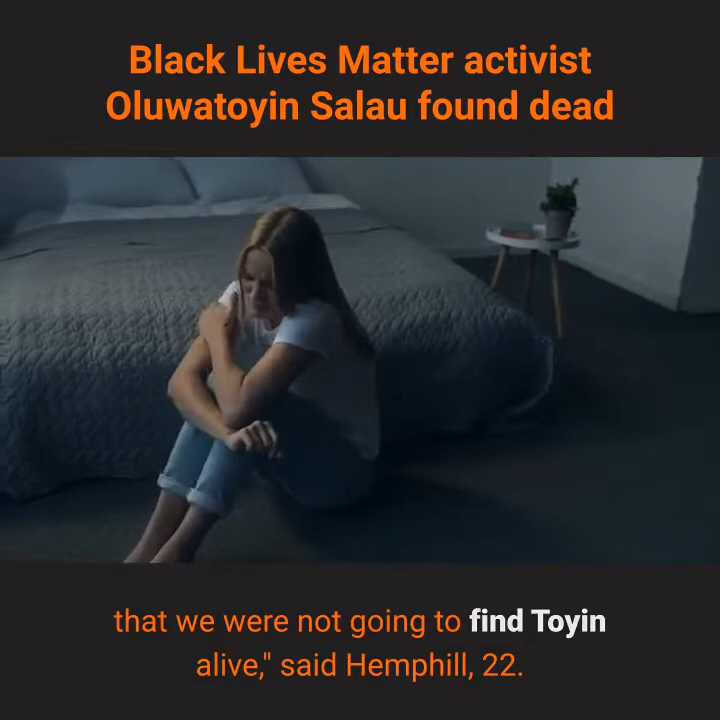 Black Lives Matter activist
Oluwatoyin Salau found dead
that we were not going to find Toyin
alive," said Hemphill, 22.